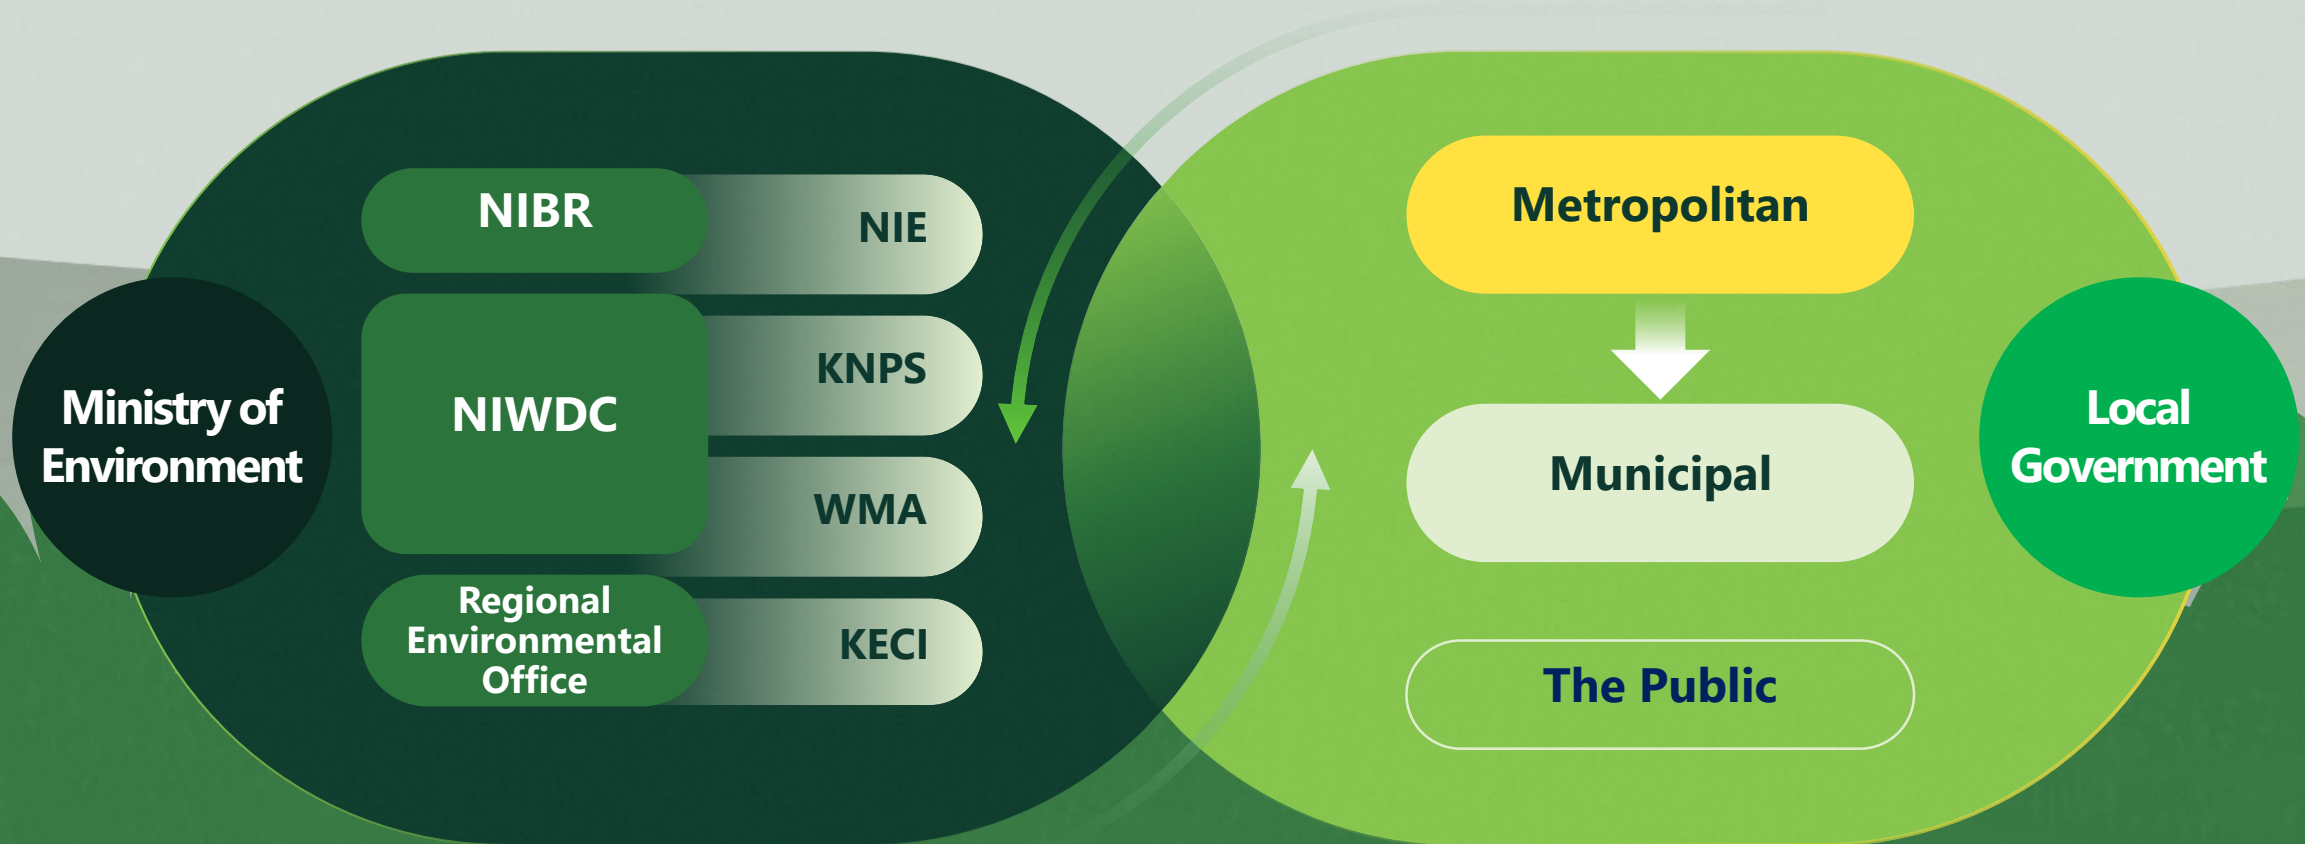 Ministry of
Environment
NIBR
NIE
NIWDC
KNPS
WMA
Regional
Environmental
Office
KECI
Metropolitan
Municipal
The Public
Local
Government